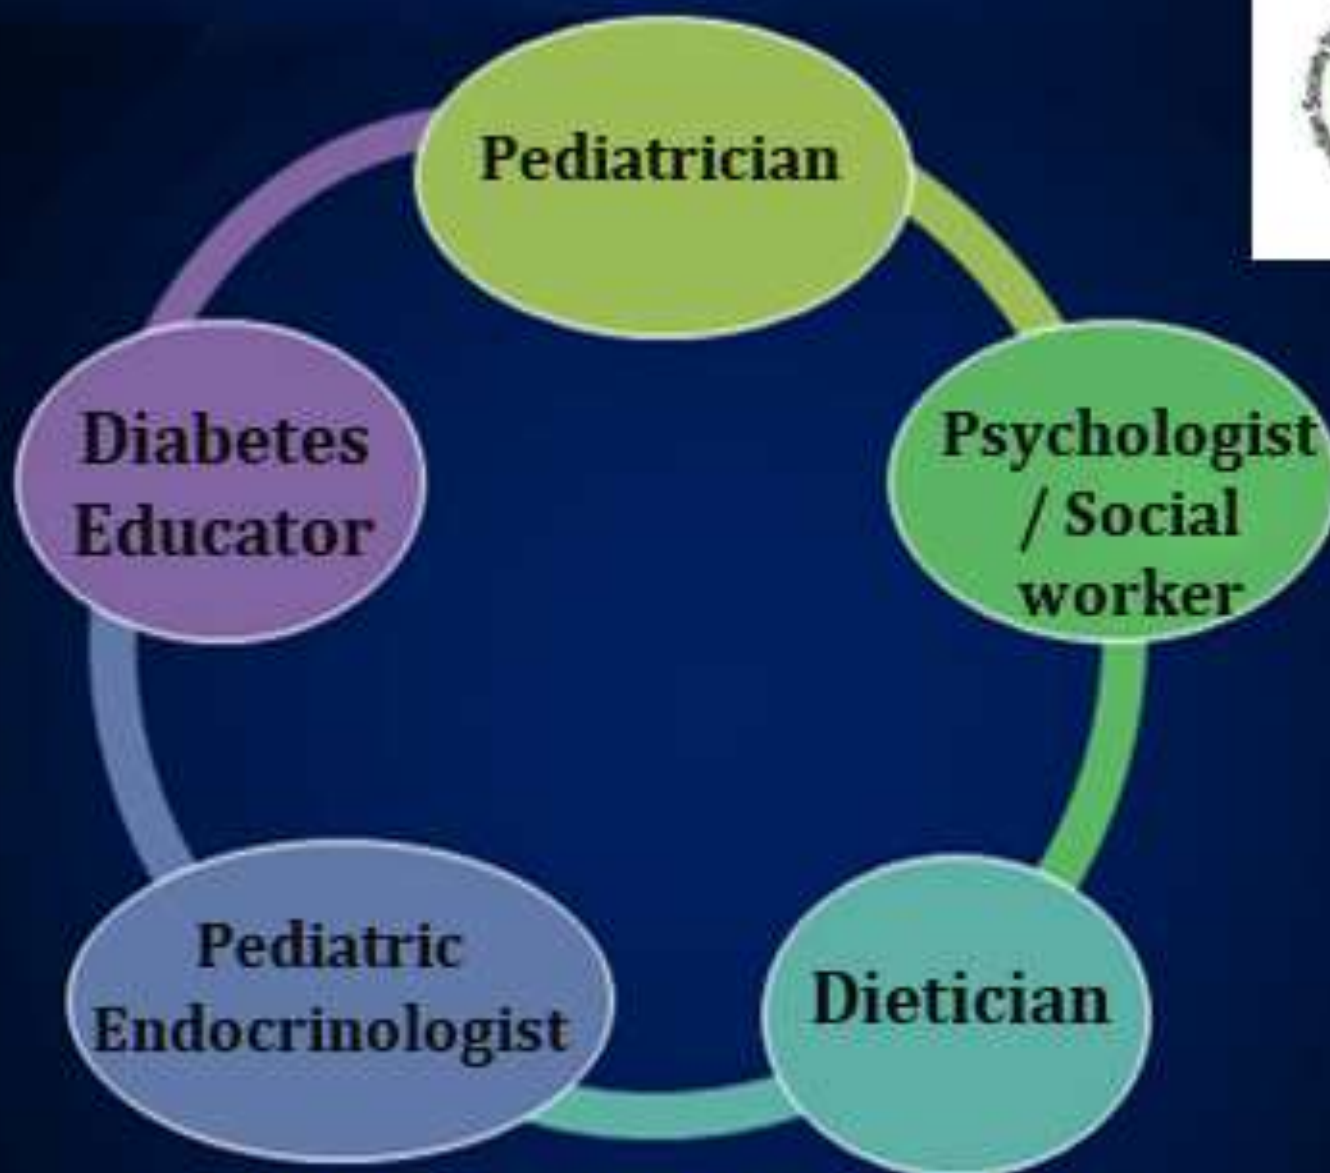 Pediatrician
Psychologist
/ Social
worker
Dietician
Pediatric
Endocrinologist
Diabetes
Educator